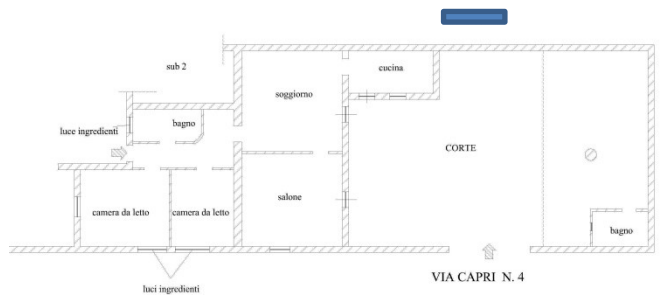 sub 2
cucina
soggiorno
bagno
luce ingredienti
CORTE
camera da letto
camera da letto
salone
bagno
VIA CAPRI N. 4
luci ingredienti